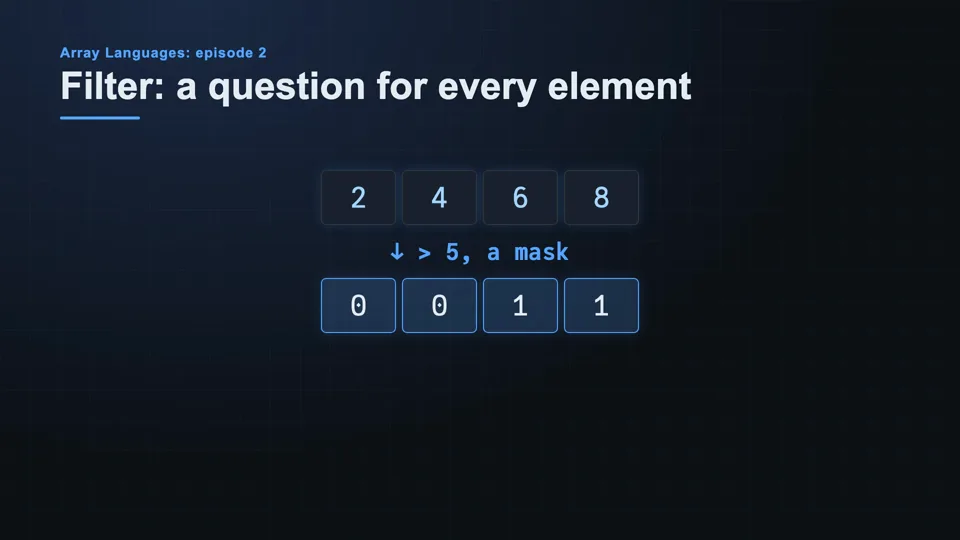 Array Languages: episode 2
Filter: a question for every element
2 4 6 8
↓ > 5, a mask
0 0 1 1